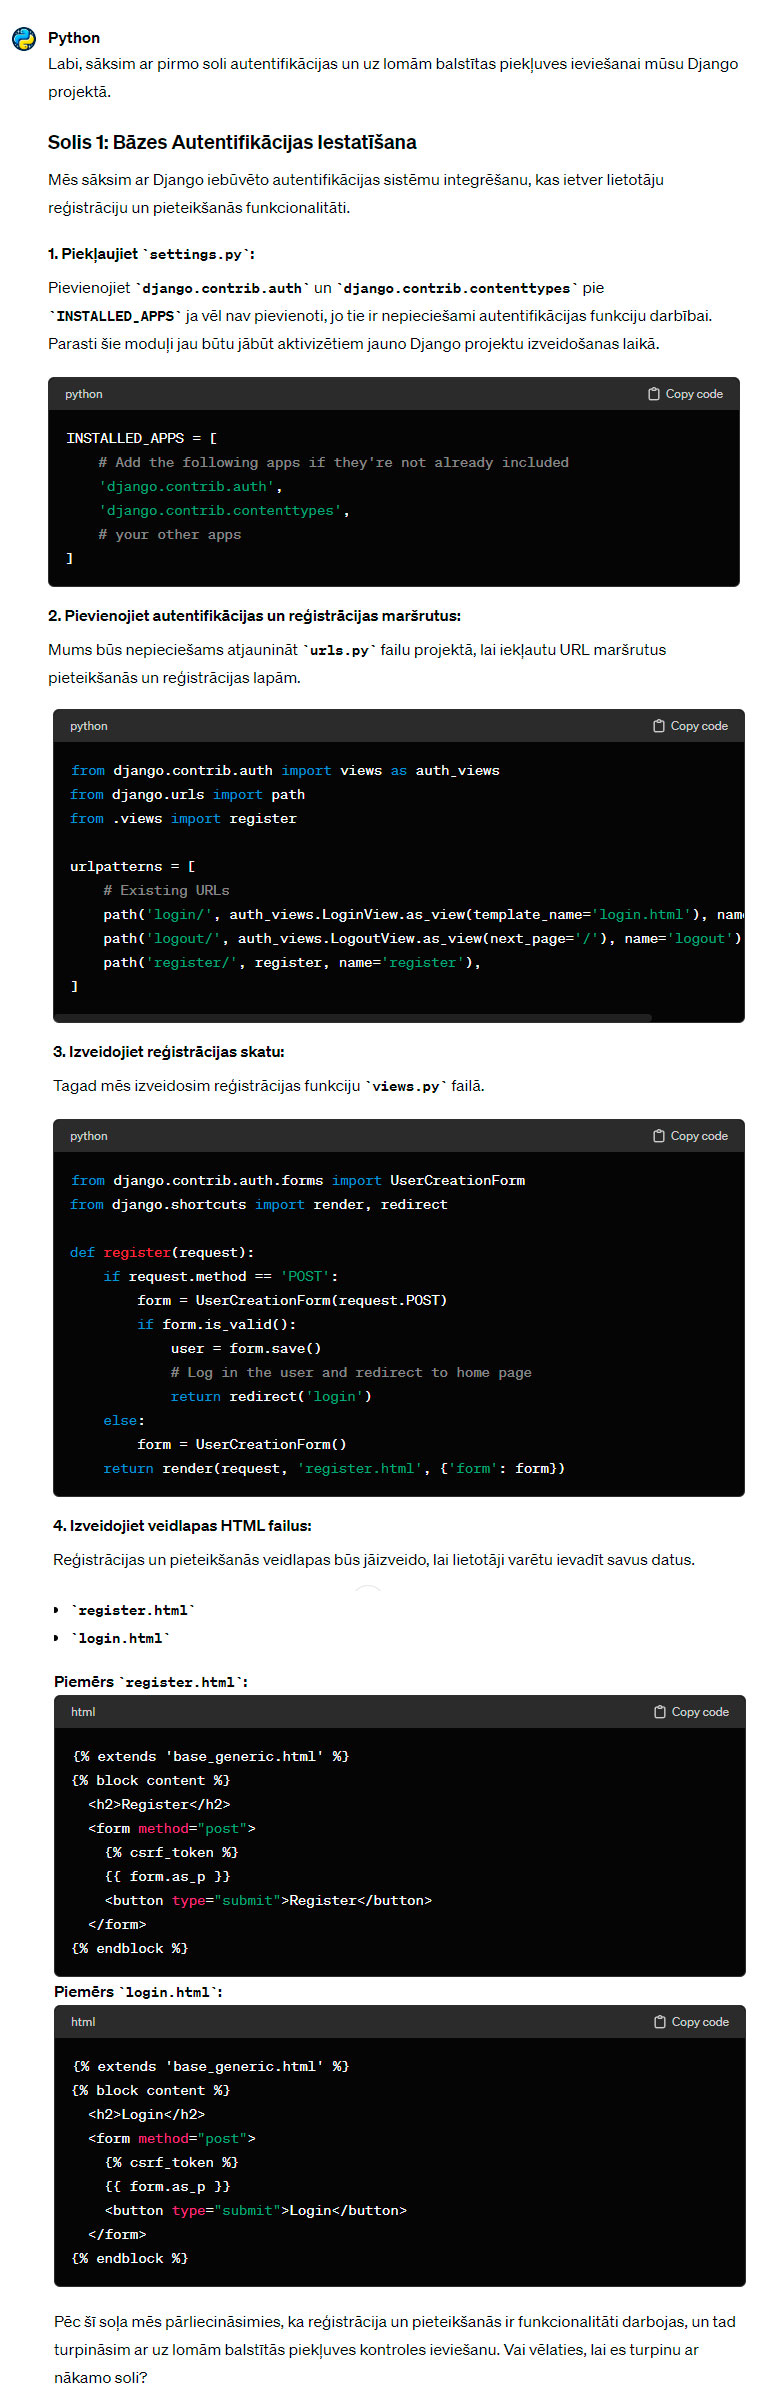 Python
Labi, sāksim ar pirmo soli autentifikācijas un uz lomām balstītas piekļuves ieviešanai mūsu Django
projektā.
Solis 1: Bāzes Autentifikācijas Iestatīšana
Mēs sāksim ar Django iebūvēto autentifikācijas sistēmu integrēšanu, kas ietver lietotāju
reģistrāciju un pieteikšanās funkcionalitāti.
1. Piekļaujiet `settings.py`:
Pievienojiet `django.contrib.auth` un `django.contrib.contenttypes` pie
`INSTALLED_APPS` ja vēl nav pievienoti, jo tie ir nepieciešami autentifikācijas funkciju darbībai.
Parasti šie moduļi jau būtu jābūt aktivizētiem jauno Django projektu izveidošanas laikā.
python Copy code
INSTALLED_APPS = [
    # Add the following apps if they're not already included
    'django.contrib.auth',
    'django.contrib.contenttypes',
    # your other apps
]
2. Pievienojiet autentifikācijas un reģistrācijas maršrutus:
Mums būs nepieciešams atjaunināt `urls.py` failu projektā, lai iekļautu URL maršrutus
pieteikšanās un reģistrācijas lapām.
python Copy code
from django.contrib.auth import views as auth_views
from django.urls import path
from .views import register
urlpatterns = [
    # Existing URLs
    path('login/', auth_views.LoginView.as_view(template_name='login.html'), nam
    path('logout/', auth_views.LogoutView.as_view(next_page='/'), name='logout')
    path('register/', register, name='register'),
]
3. Izveidojiet reģistrācijas skatu:
Tagad mēs izveidosim reģistrācijas funkciju `views.py` failā.
python Copy code
from django.contrib.auth.forms import UserCreationForm
from django.shortcuts import render, redirect
def register(request):
    if request.method == 'POST':
        form = UserCreationForm(request.POST)
        if form.is_valid():
            user = form.save()
            # Log in the user and redirect to home page
            return redirect('login')
    else:
        form = UserCreationForm()
    return render(request, 'register.html', {'form': form})
4. Izveidojiet veidlapas HTML failus:
Reģistrācijas un pieteikšanās veidlapas būs jāizveido, lai lietotāji varētu ievadīt savus datus.
• `register.html`
• `login.html`
Piemērs `register.html`:
html Copy code
{% extends 'base_generic.html' %}
{% block content %}
  <h2>Register</h2>
  <form method="post">
    {% csrf_token %}
    {{ form.as_p }}
    <button type="submit">Register</button>
  </form>
{% endblock %}
Piemērs `login.html`:
html Copy code
{% extends 'base_generic.html' %}
{% block content %}
  <h2>Login</h2>
  <form method="post">
    {% csrf_token %}
    {{ form.as_p }}
    <button type="submit">Login</button>
  </form>
{% endblock %}
Pēc šī soļa mēs pārliecināsimies, ka reģistrācija un pieteikšanās ir funkcionalitāti darbojas, un tad
turpināsim ar uz lomām balstītās piekļuves kontroles ieviešanu. Vai vēlaties, lai es turpinu ar
nākamo soli?